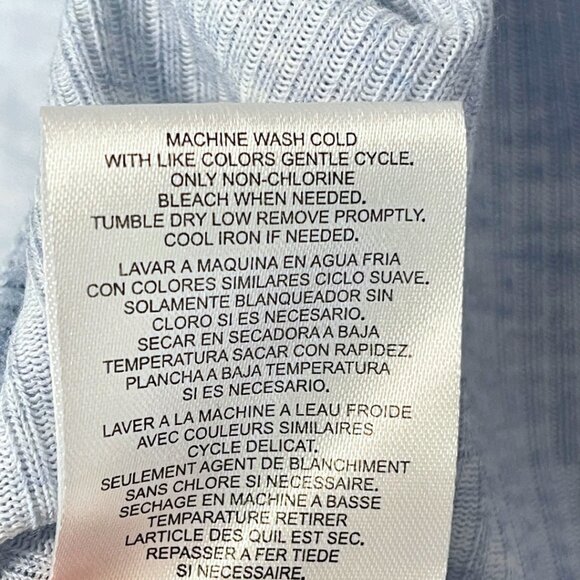 MACHINE WASH COLD
WITH LIKE COLORS GENTLE CYCLE.
ONLY NON-CHLORINE
BLEACH WHEN NEEDED.
TUMBLE DRY LOW REMOVE PROMPTLY.
COOL IRON IF NEEDED.
LAVAR A MAQUINA EN AGUA FRIA
CON COLORES SIMILARES CICLO SUAVE.
SOLAMENTE BLANQUEADOR SIN
CLORO SI ES NECESARIO.
SECAR EN SECADORA A BAJA
TEMPERATURA SACAR CON RAPIDEZ.
PLANCHA A BAJA TEMPERATURA
SI ES NECESARIO.
LAVER A LA MACHINE A LEAU FROIDE
AVEC COULEURS SIMILAIRES
CYCLE DELICAT.
SEULEMENT AGENT DE BLANCHIMENT
SANS CHLORE SI NECESSAIRE.
SECHAGE EN MACHINE A BASSE
TEMPARATURE RETIRER
LARTICLE DES QUIL EST SEC.
REPASSER A FER TIEDE
SI NECESSAIRE.